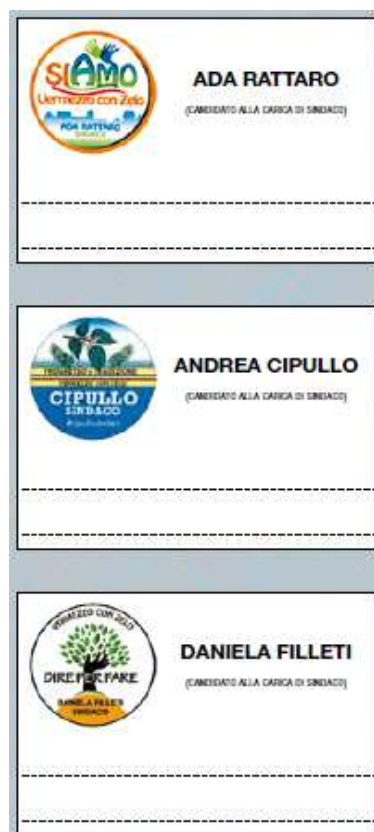 SIAMO
Vermezzo con Zelo
ADA RATTARO
SINDACO
ADA RATTARO
(CANDIDATO ALLA CARICA DI SINDACO)
CIPULLO
SINDACO
ANDREA CIPULLO
(CANDIDATO ALLA CARICA DI SINDACO)
VERMEZZO CON ZELO
DIRE PER FARE
DANIELA FILLETI
SINDACO
DANIELA FILLETI
(CANDIDATO ALLA CARICA DI SINDACO)